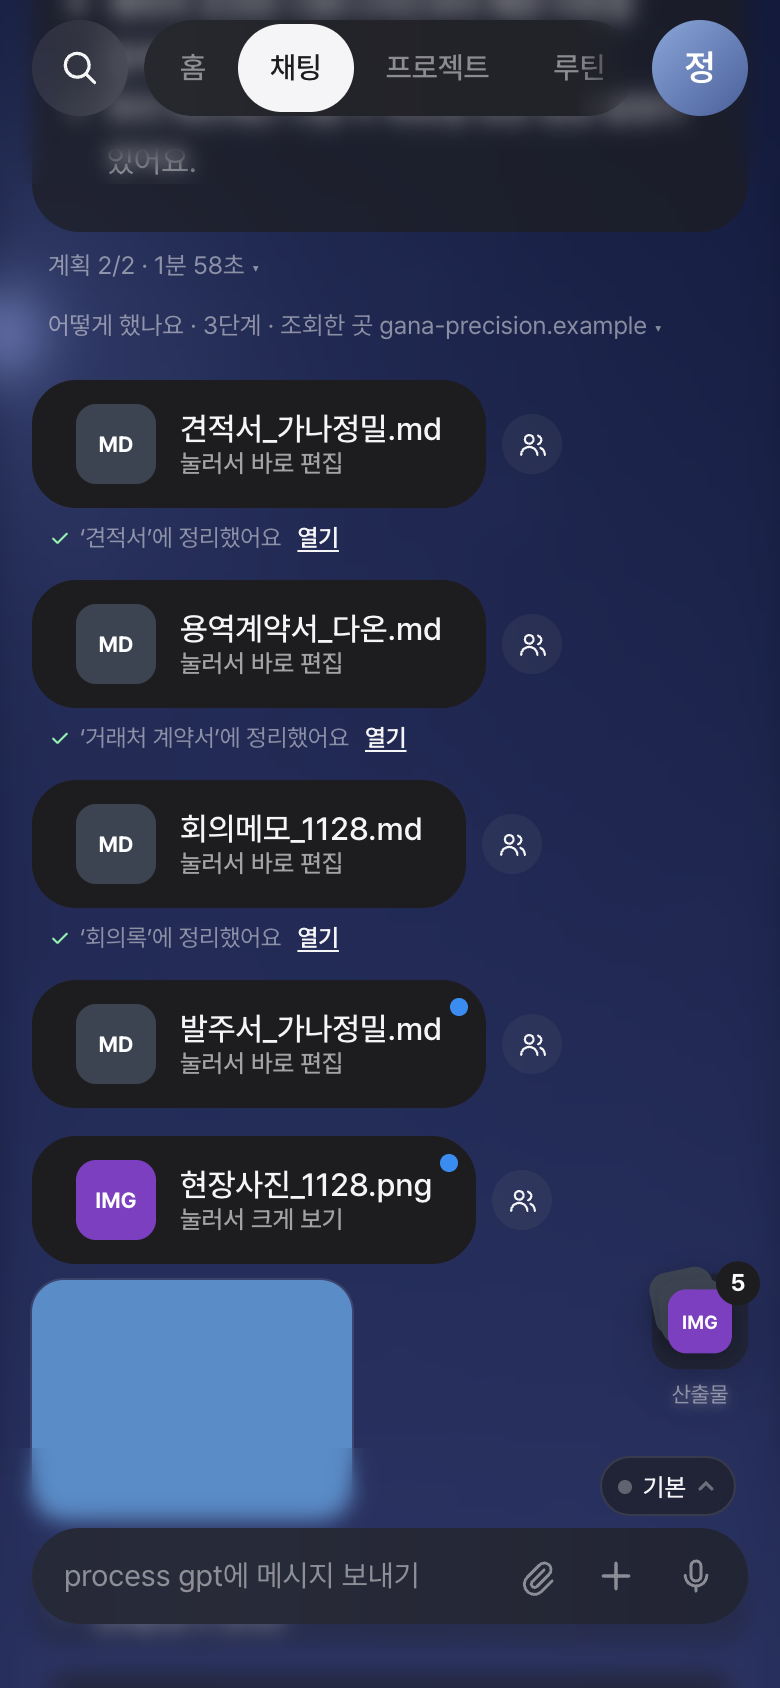 홈
채팅
프로젝트
루틴
정
있어요.
계획 2/2 · 1분 58초
어떻게 했나요 · 3단계 · 조회한 곳 gana-precision.example
MD
견적서_가나정밀.md
눌러서 바로 편집
‘견적서’에 정리했어요 열기
MD
용역계약서_다온.md
눌러서 바로 편집
‘거래처 계약서’에 정리했어요 열기
MD
회의메모_1128.md
눌러서 바로 편집
‘회의록’에 정리했어요 열기
MD
발주서_가나정밀.md
눌러서 바로 편집
IMG
현장사진_1128.png
눌러서 크게 보기
5
IMG
산출물
기본
process gpt에 메시지 보내기